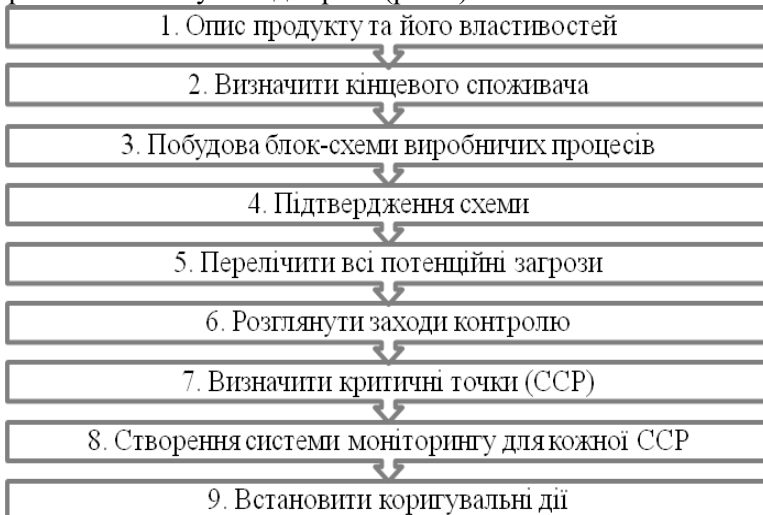 1. Опис продукту та його властивостей
2. Визначити кінцевого споживача
3. Побудова блок-схеми виробничих процесів
4. Підтвердження схеми
5. Перелічити всі потенційні загрози
6. Розглянути заходи контролю
7. Визначити критичні точки (ССР)
8. Створення системи моніторингу для кожної ССР
9. Встановити коригувальні дії